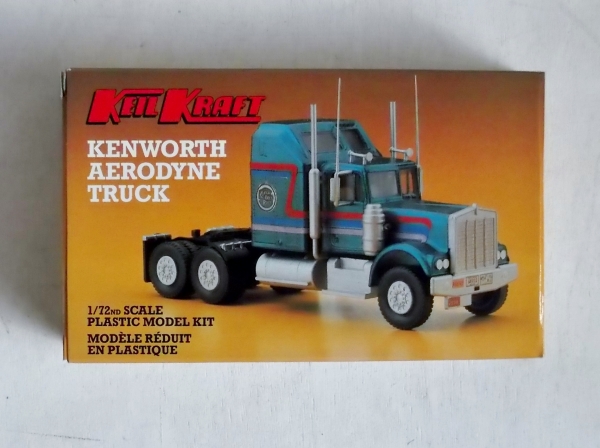 KEIL KRAFT
KENWORTH
AERODYNE
TRUCK
1/72ND SCALE
PLASTIC MODEL KIT
MODÈLE RÉDUIT
EN PLASTIQUE